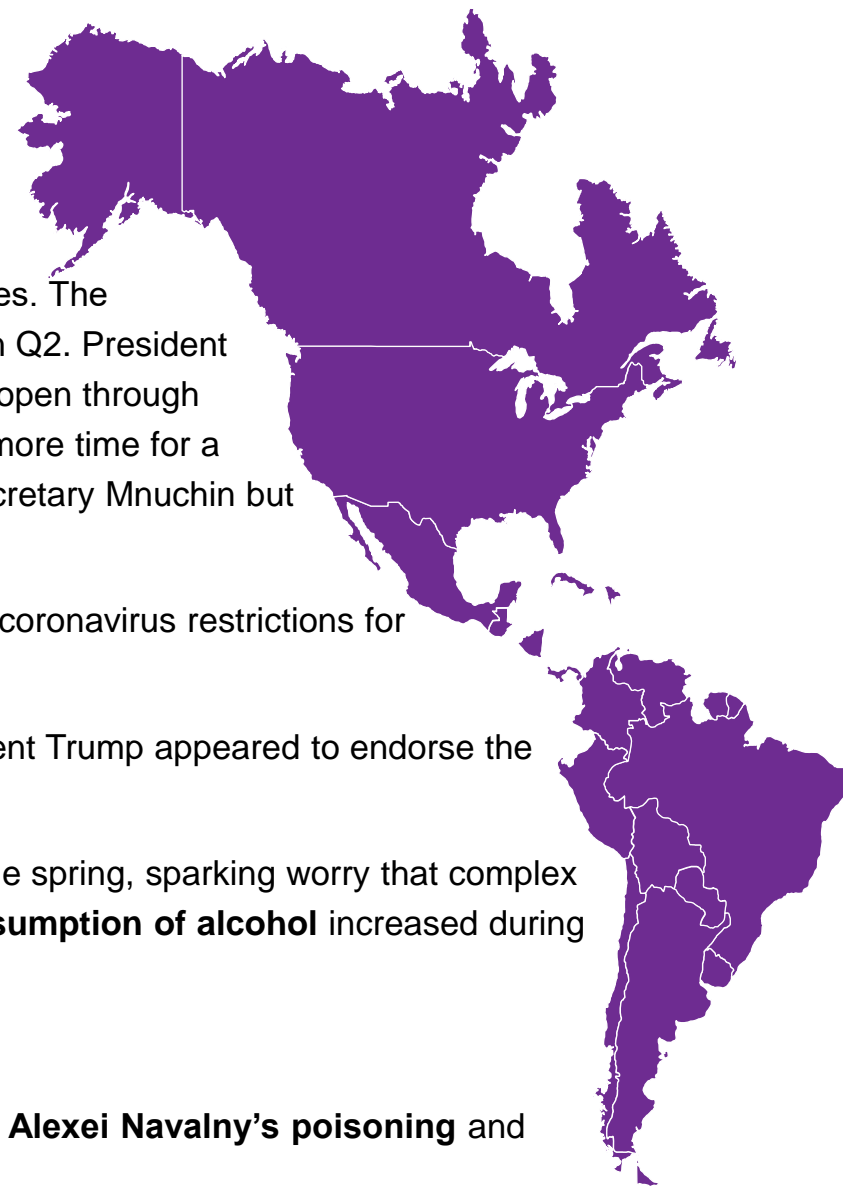 es. The
n Q2. President
open through
more time for a
cretary Mnuchin but
coronavirus restrictions for
ent Trump appeared to endorse the
e spring, sparking worry that complex
sumption of alcohol increased during
Alexei Navalny’s poisoning and